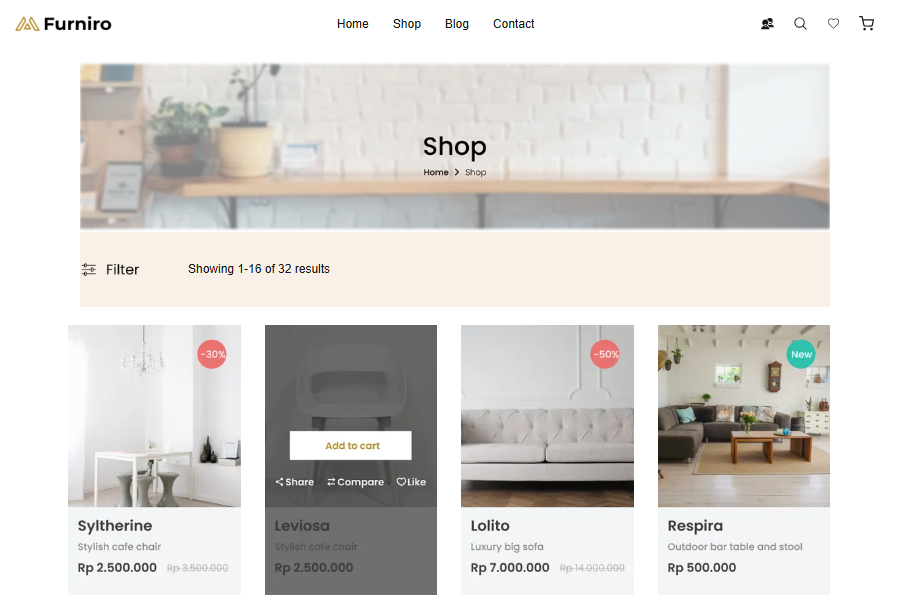 Furniro
Home Shop Blog Contact
Shop
Home > Shop
Filter
Showing 1-16 of 32 results
-30%
-50%
New
Add to cart
Share Compare Like
Syltherine
Stylish cafe chair
Rp 2.500.000 Rp 3.500.000
Leviosa
Stylish cafe chair
Rp 2.500.000
Lolito
Luxury big sofa
Rp 7.000.000 Rp 14.000.000
Respira
Outdoor bar table and stool
Rp 500.000